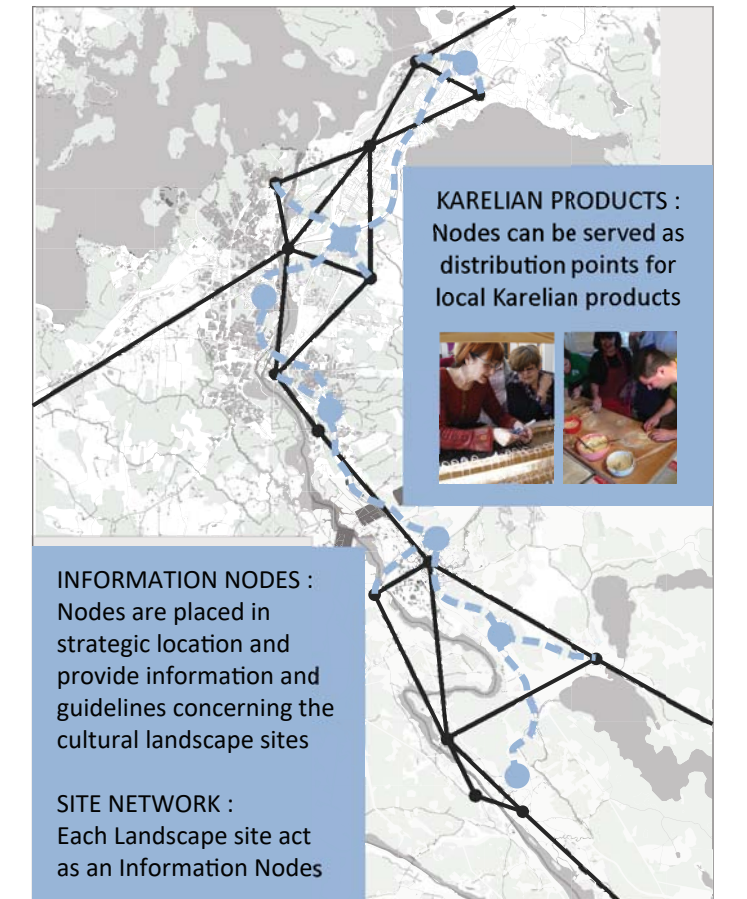 KARELIAN PRODUCTS :
Nodes can be served as
distribution points for
local Karelian products
INFORMATION NODES :
Nodes are placed in
strategic location and
provide information and
guidelines concerning the
cultural landscape sites
SITE NETWORK :
Each Landscape site act
as an Information Nodes